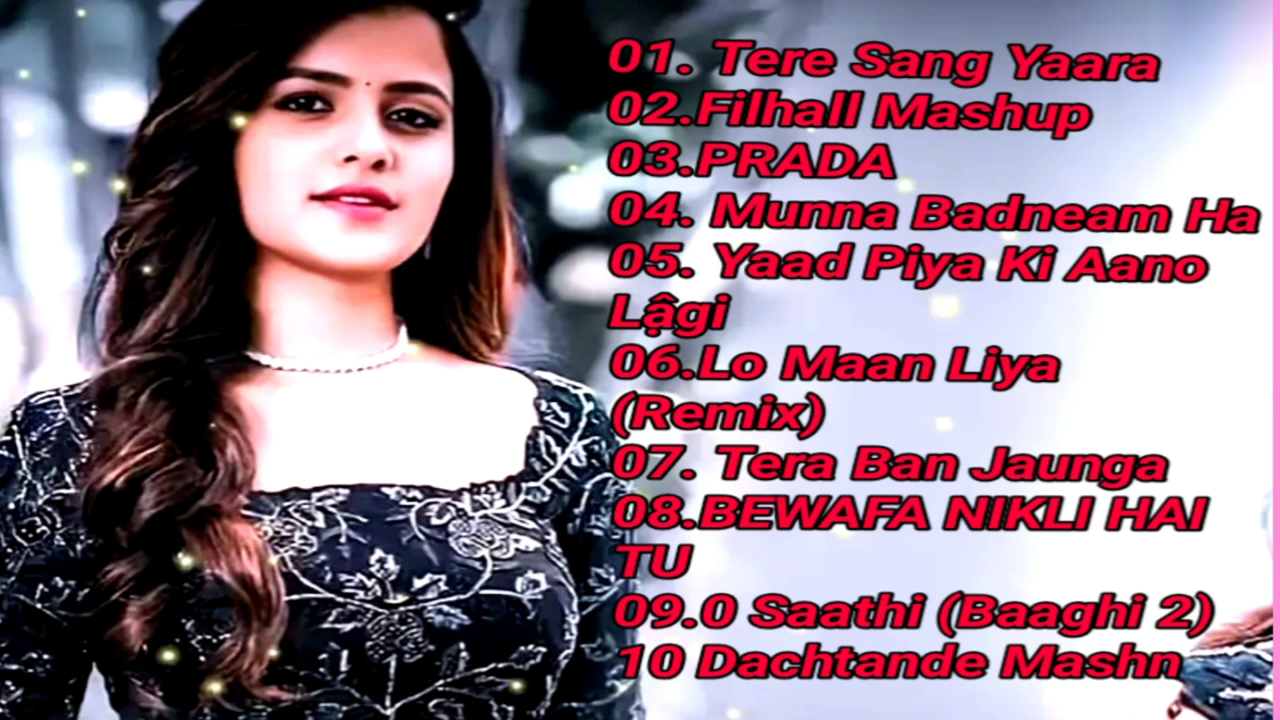 01. Tere Sang Yaara
02.Filhall Mashup
03.PRADA
04. Munna Badneam Ha
05. Yaad Piya Ki Aano
Lậgi
06.Lo Maan Liya
(Remix)
07. Tera Ban Jaunga
08.BEWAFA NIKLI HAI
TU
09.0 Saathi (Baaghi 2)
10 Dachtande Mashn